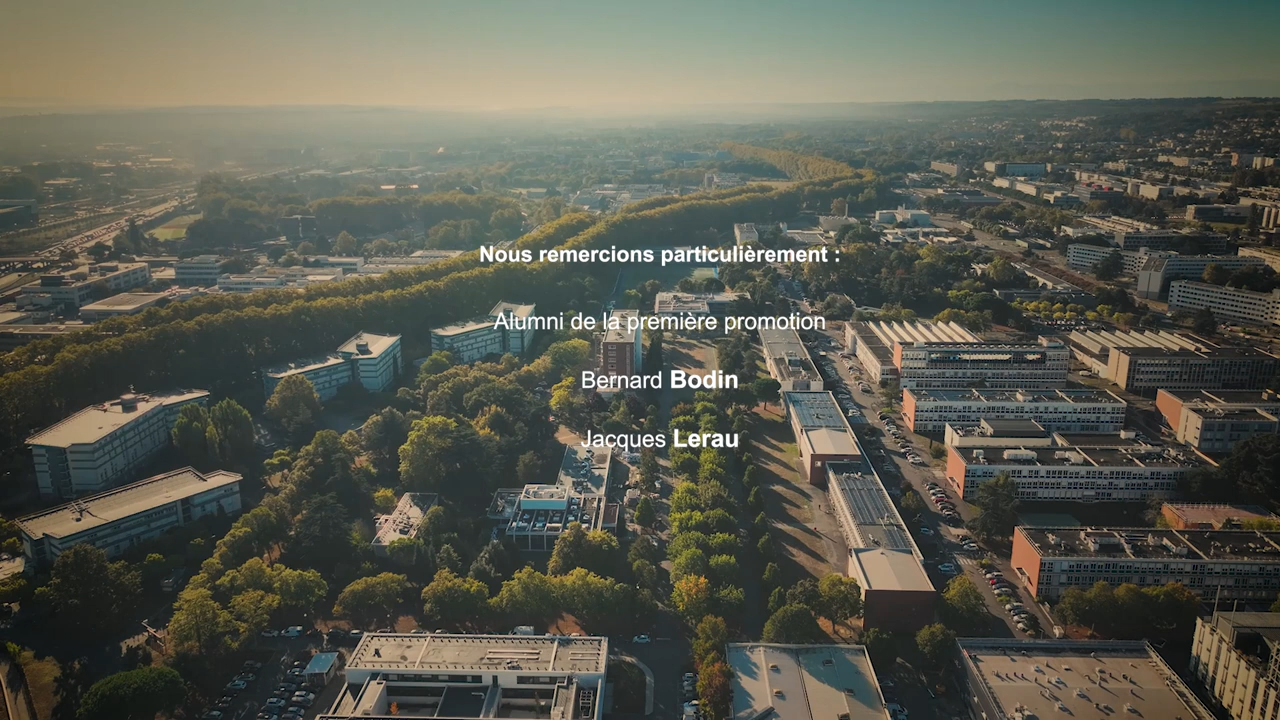 Nous remercions particulièrement :
Alumni de la première promotion
Bernard Bodin
Jacques Lerau